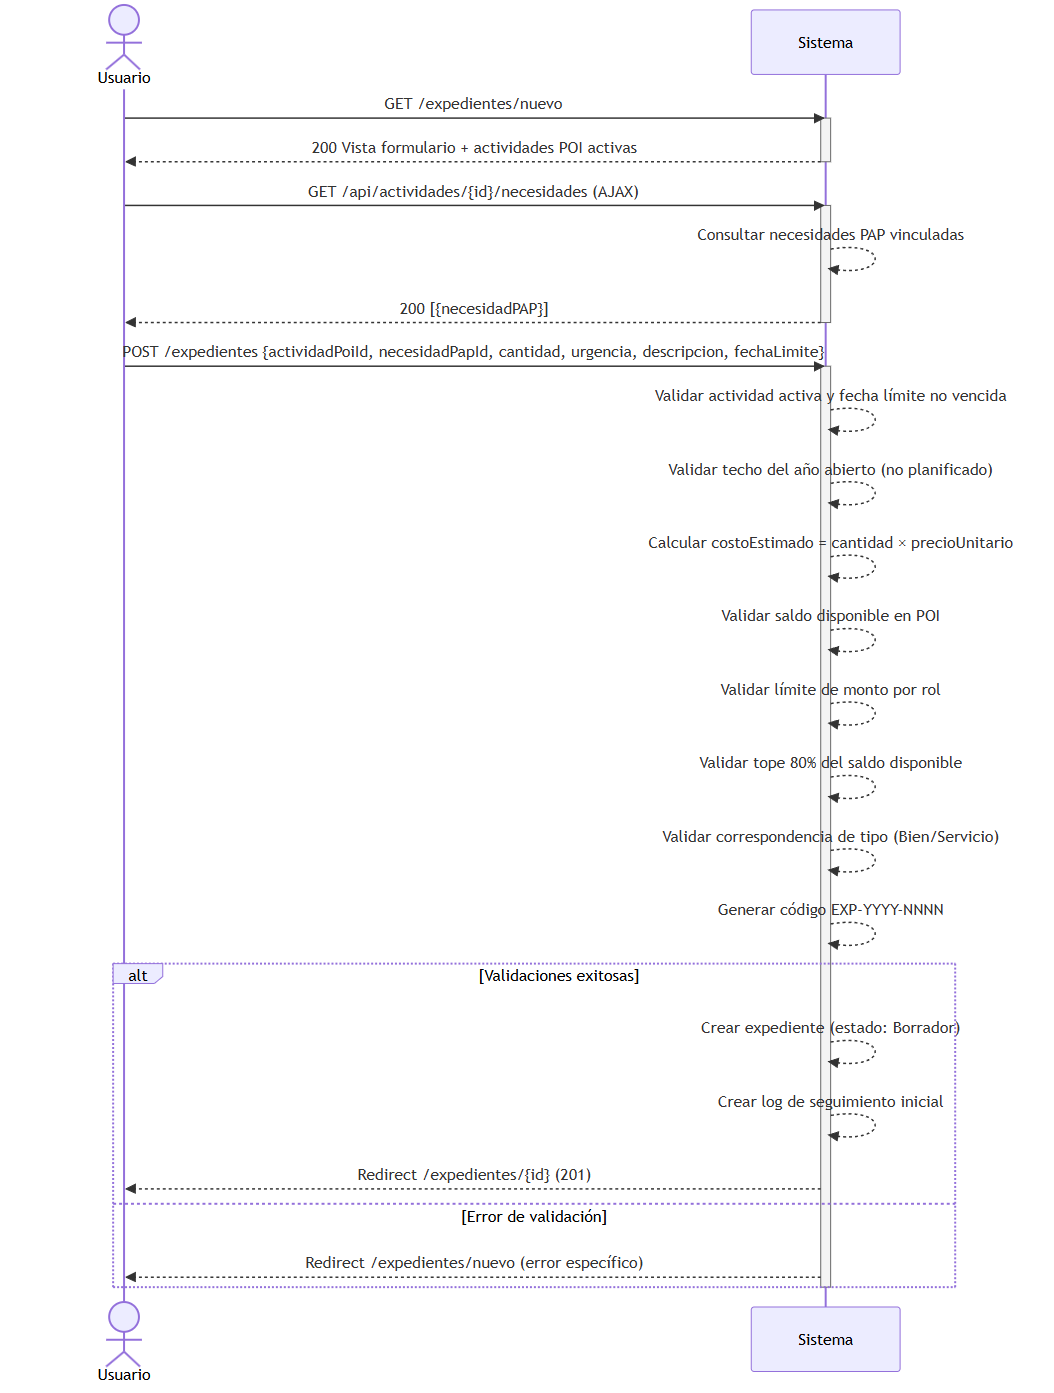 Usuario
Sistema
GET /expedientes/nuevo
200 Vista formulario + actividades POI activas
GET /api/actividades/{id}/necesidades (AJAX)
Consultar necesidades PAP vinculadas
200 [{necesidadPAP}]
POST /expedientes {actividadPoiId, necesidadPapId, cantidad, urgencia, descripcion, fechaLimite}
Validar actividad activa y fecha límite no vencida
Validar techo del año abierto (no planificado)
Calcular costoEstimado = cantidad × precioUnitario
Validar saldo disponible en POI
Validar límite de monto por rol
Validar tope 80% del saldo disponible
Validar correspondencia de tipo (Bien/Servicio)
Generar código EXP-YYYY-NNNN
alt
[Validaciones exitosas]
Crear expediente (estado: Borrador)
Crear log de seguimiento inicial
Redirect /expedientes/{id} (201)
[Error de validación]
Redirect /expedientes/nuevo (error específico)
Usuario
Sistema